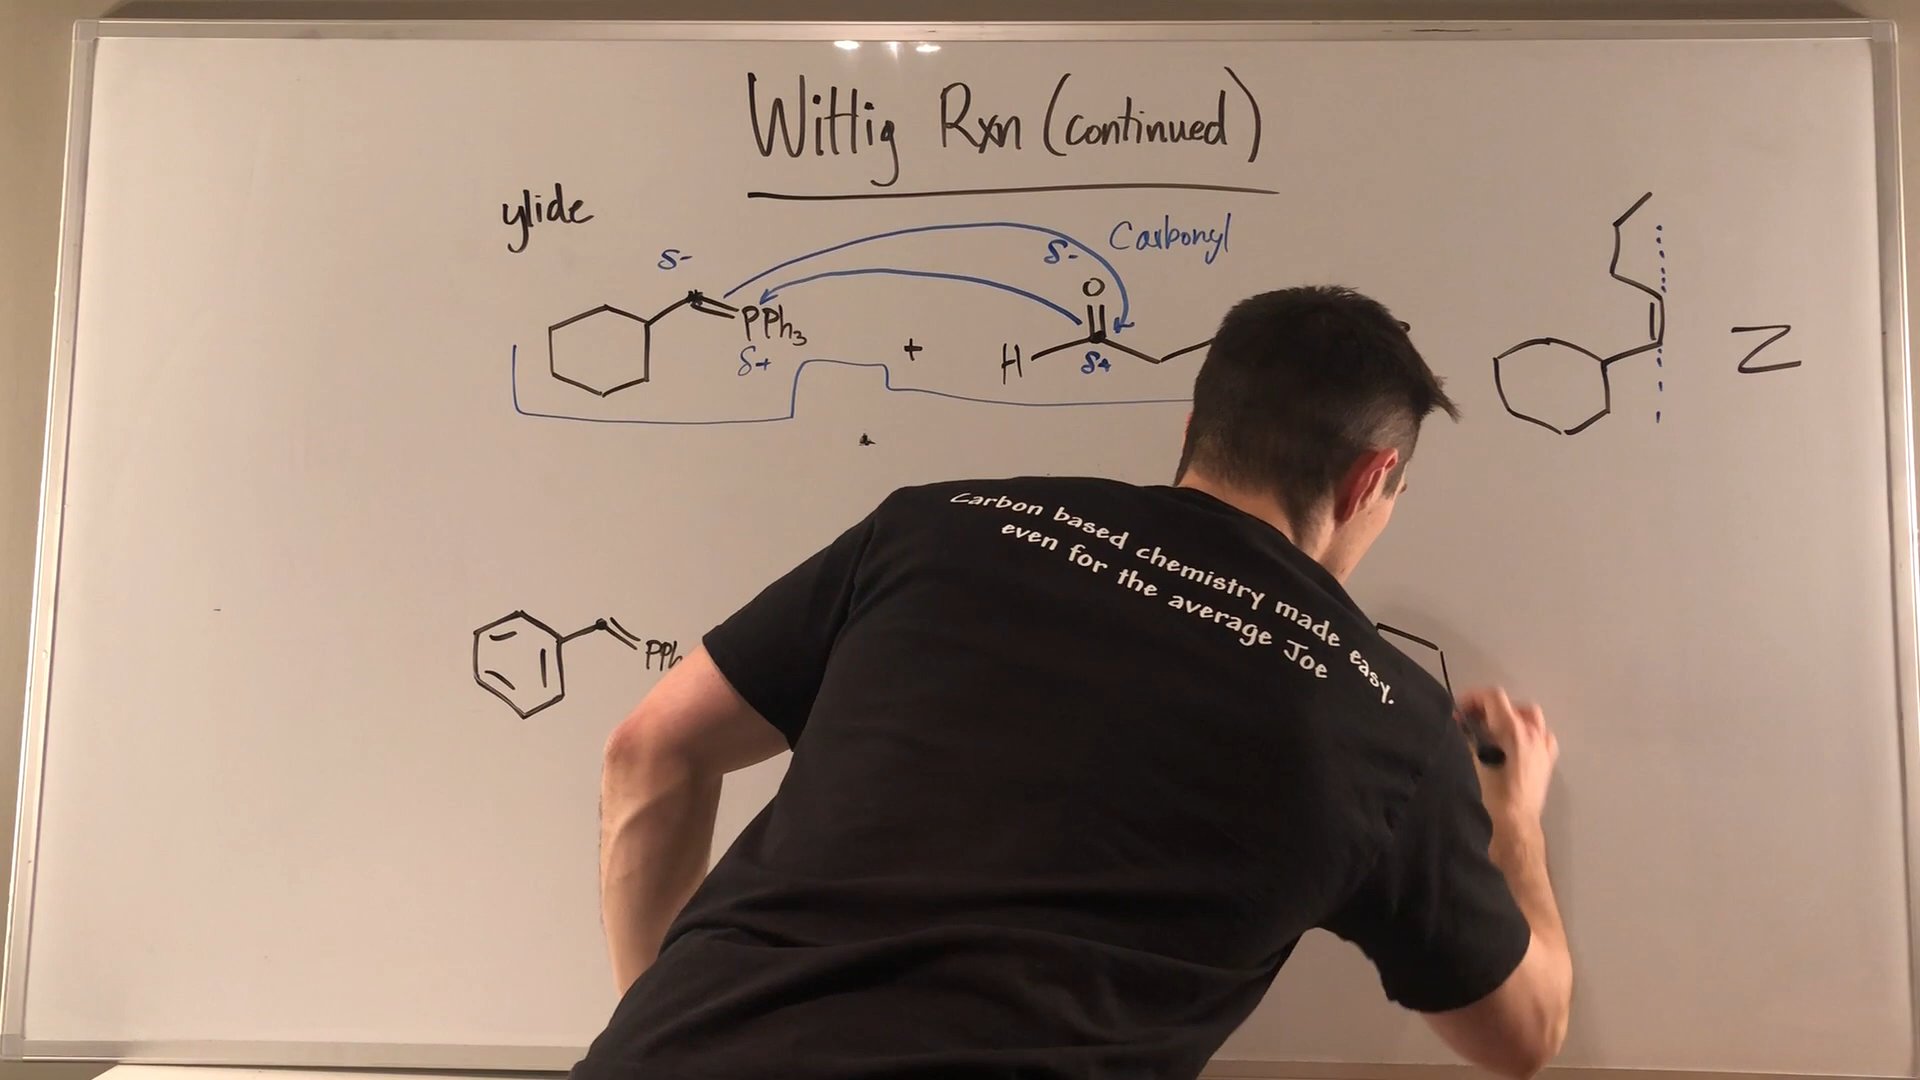 Wittig Rxn (continued)
ylide
δ-
δ-
Carbonyl
O
PPh3
δ+
+
H
δ+
Z
Carbon based chemistry made easy.
even for the average Joe
PPh